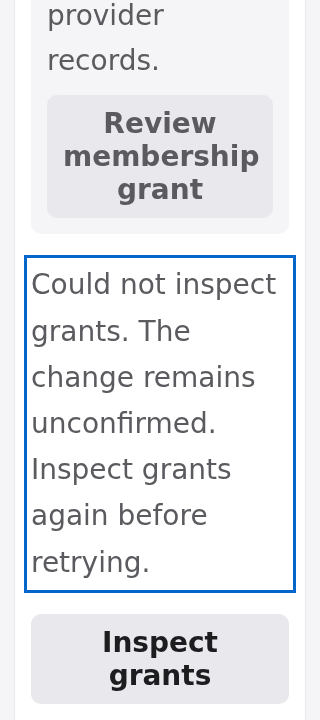 provider
records.
Review
membership
grant
Could not inspect
grants. The
change remains
unconfirmed.
Inspect grants
again before
retrying.
Inspect
grants